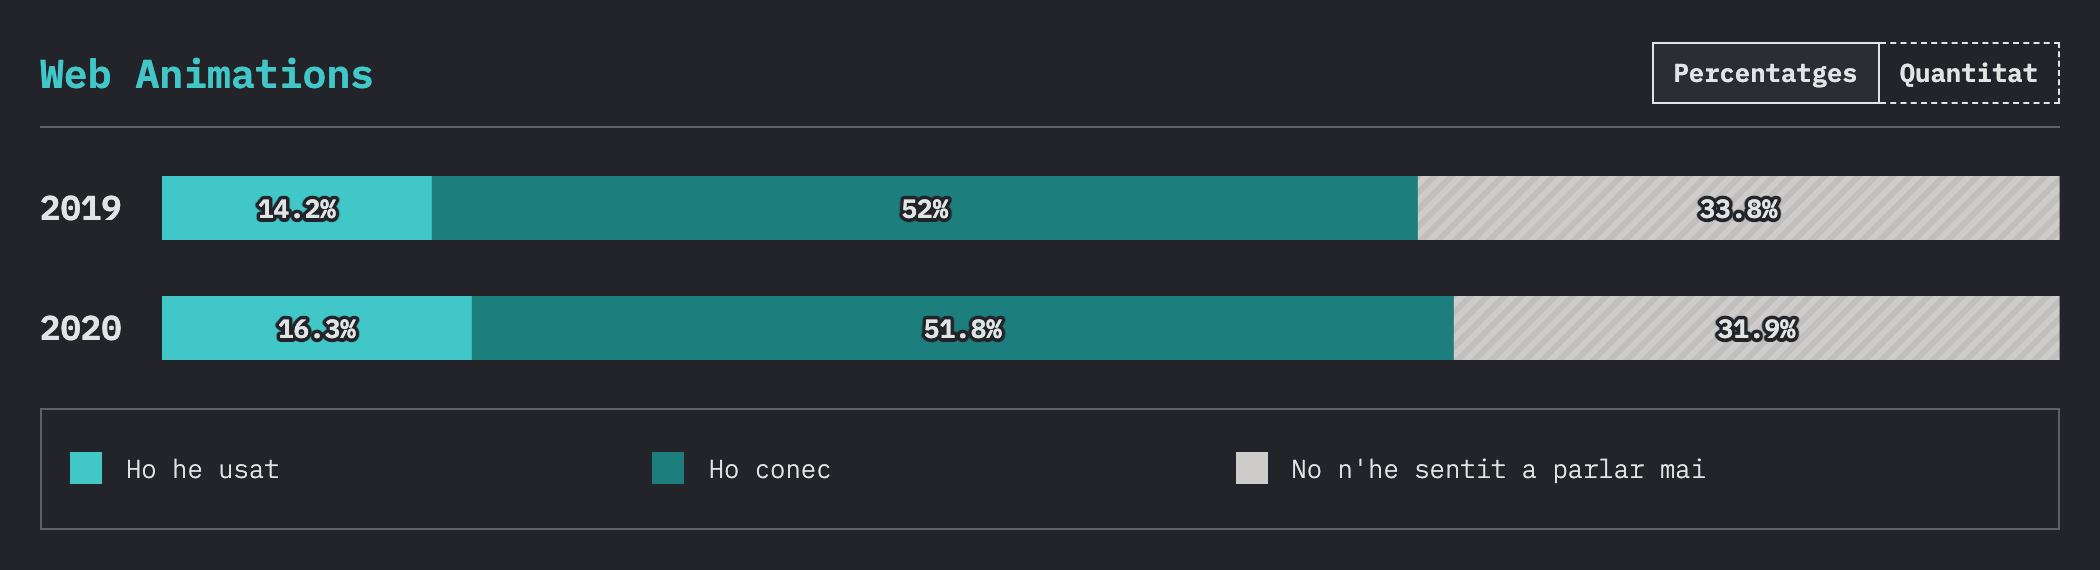 Web Animations
Percentatges Quantitat
2019 14.2% 52% 33.8%
2020 16.3% 51.8% 31.9%
Ho he usat Ho conec No n'he sentit a parlar mai